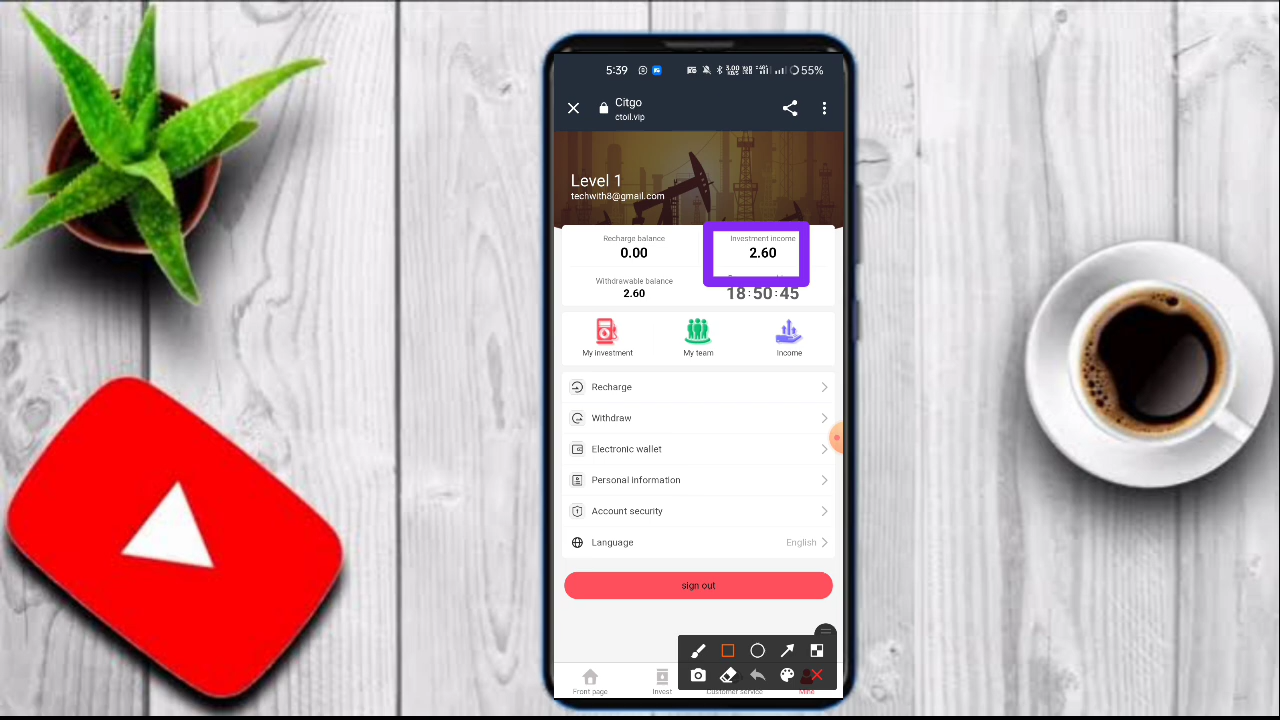 5:39
55%
Citgo
ctoil.vip
Level 1
techwith8@gmail.com
Recharge balance
Investment income
0.00
2.60
Withdrawable balance
2.60
18:50:45
My investment
My team
Income
Recharge
Withdraw
Electronic wallet
Personal information
Account security
Language
English
sign out
Front page
Invest
Customer service
Mine